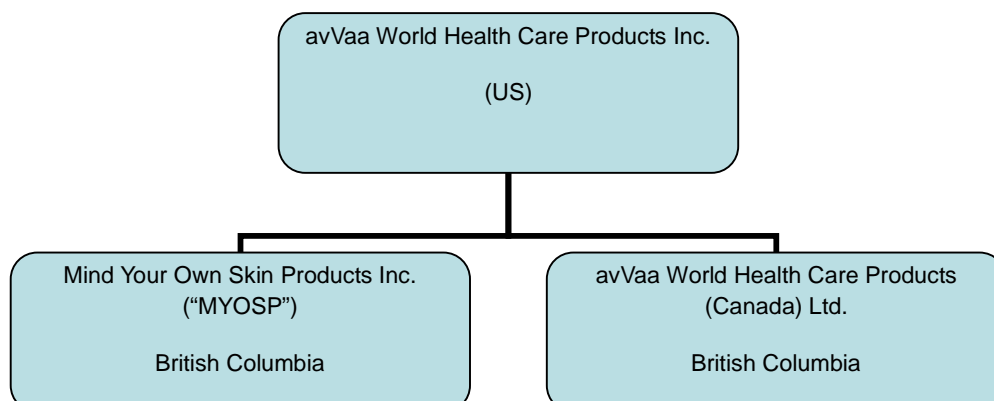 avVaa World Health Care Products Inc.
(US)
Mind Your Own Skin Products Inc.
(“MYOSP”)
British Columbia
avVaa World Health Care Products
(Canada) Ltd.
British Columbia